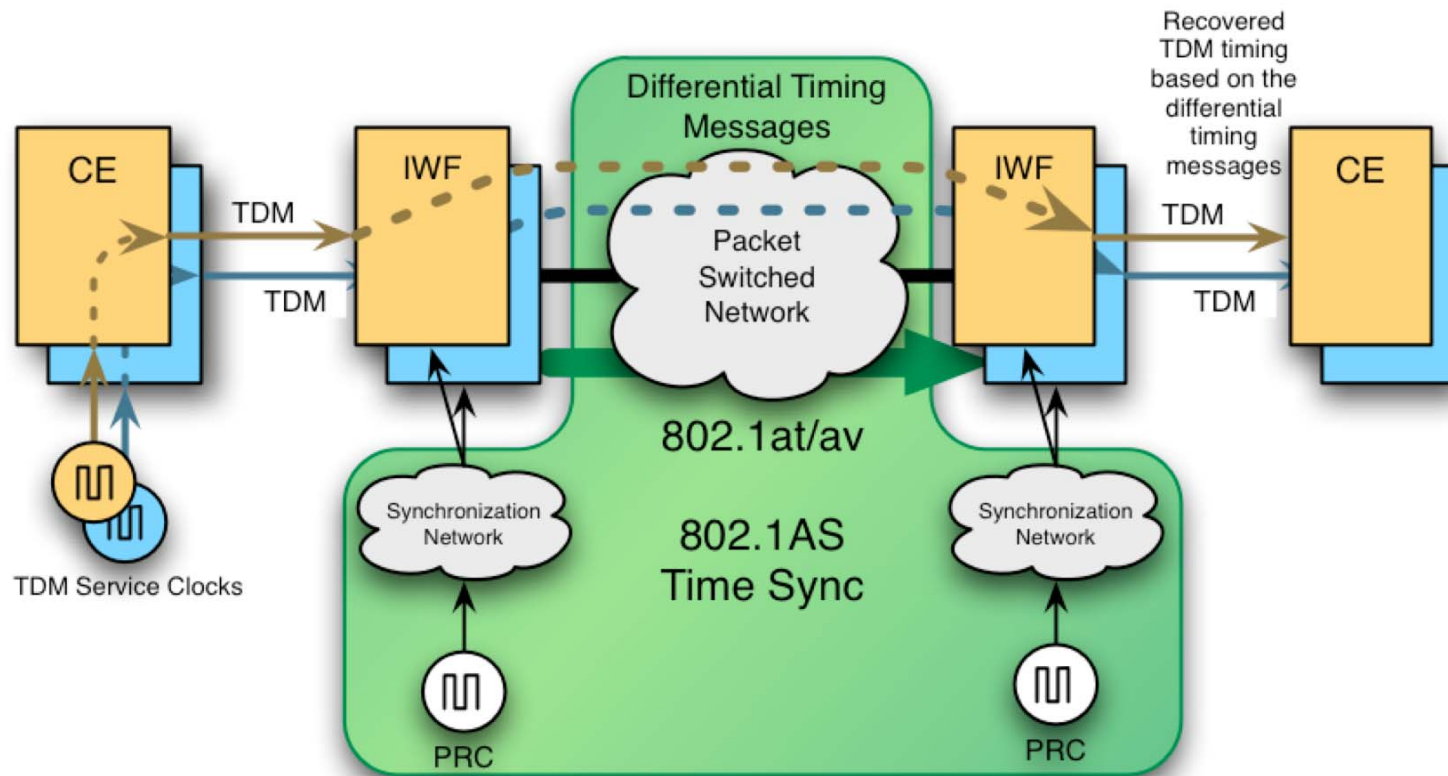 Recovered
TDM timing
based on the
differential
timing
messages
Differential Timing
Messages
CE
IWF
IWF
CE
TDM
TDM
TDM
TDM
Packet
Switched
Network
802.1at/av
Synchronization
Network
Synchronization
Network
802.1AS
Time Sync
TDM Service Clocks
PRC
PRC